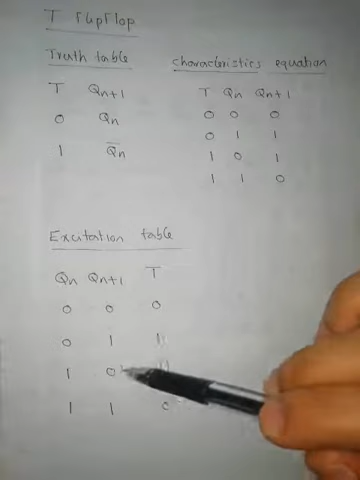 T FlipFlop
Truth table
T Qn+1
0 Qn
1 Q̅n
characteristics equation
T Qn Qn+1
0 0 0
0 1 1
1 0 1
1 1 0
Excitation table
Qn Qn+1 T
0 0 0
0 1 1
1 0
1 1 0